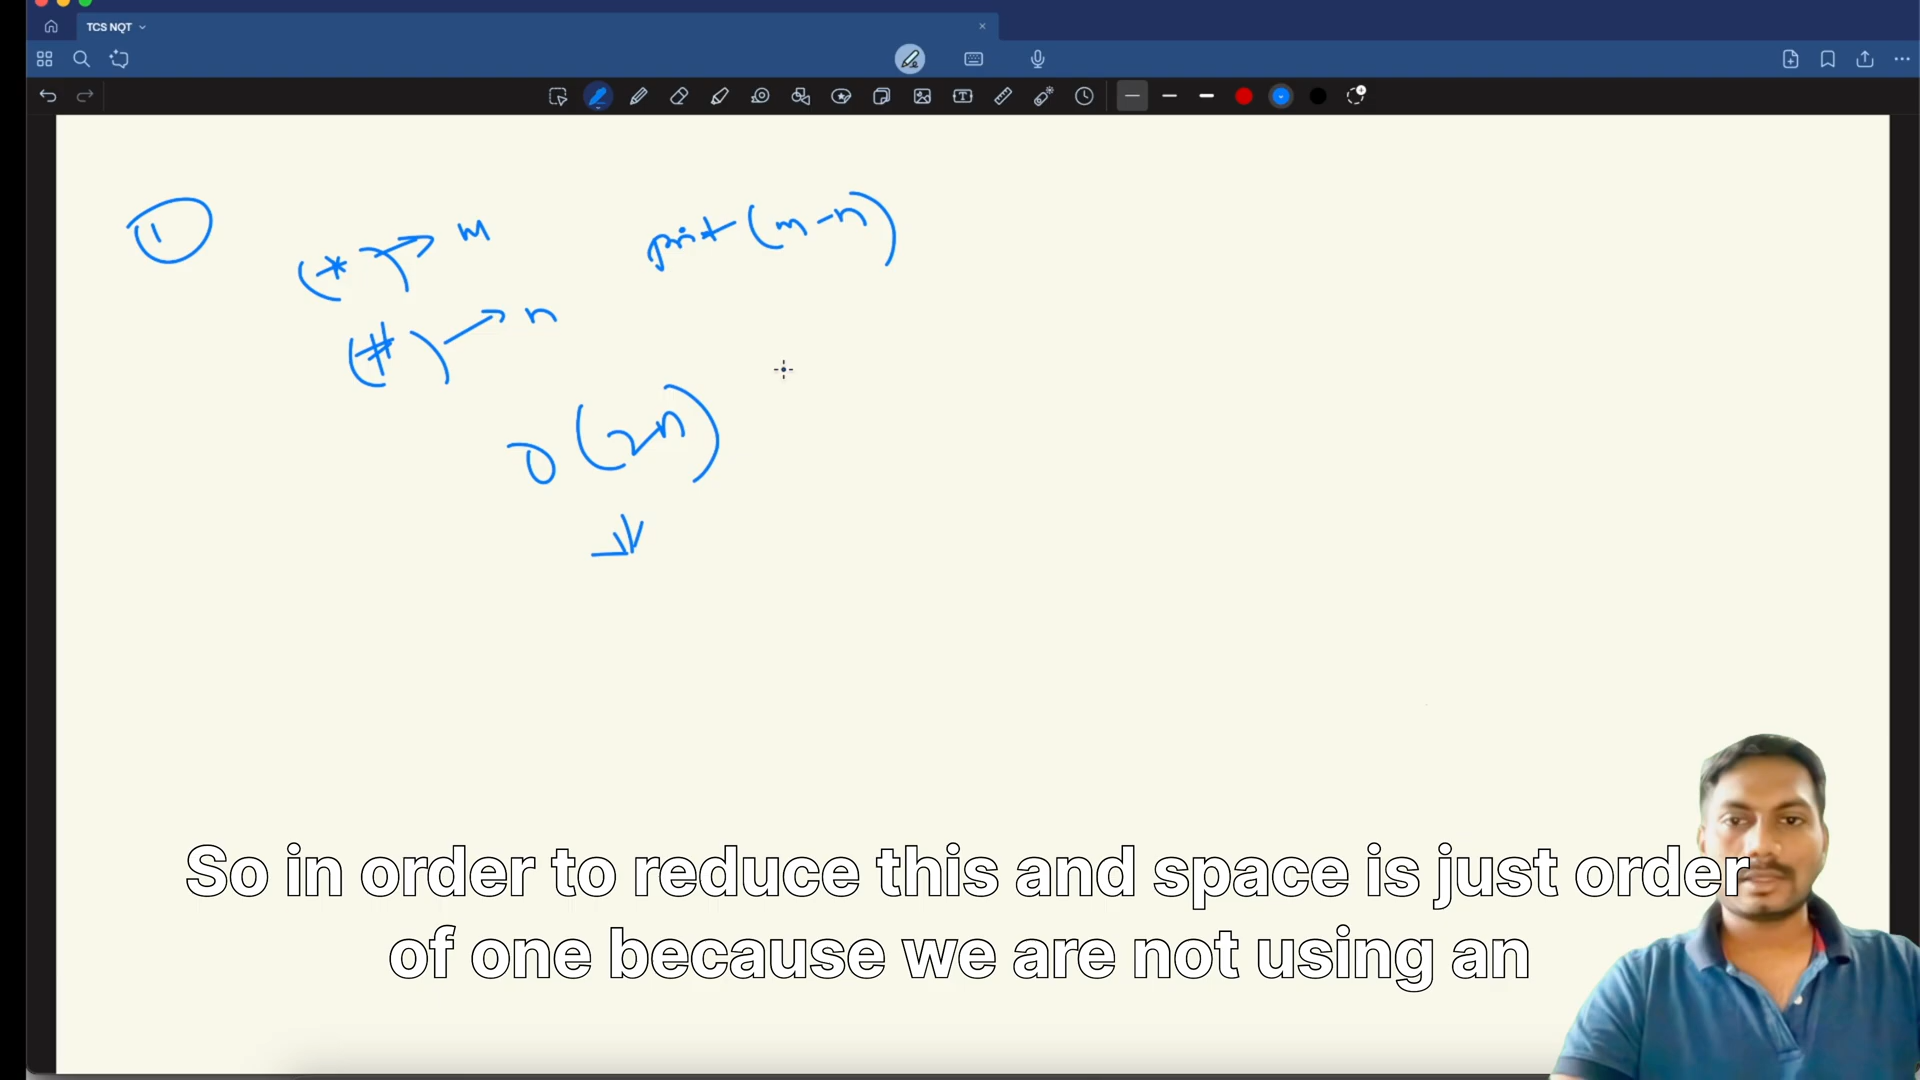 TCS NQT
①
(*) → m
print (m-n)
(#) → n
O(2n)
So in order to reduce this and space is just order
of one because we are not using an